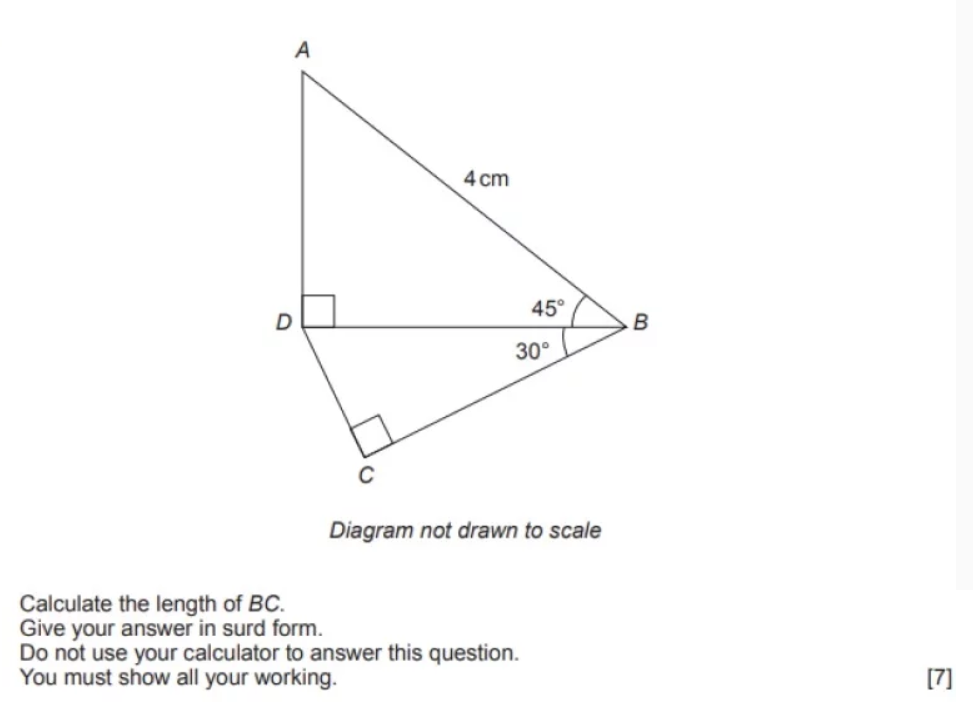 A
4 cm
45°
D
B
30°
C
Diagram not drawn to scale
Calculate the length of BC.
Give your answer in surd form.
Do not use your calculator to answer this question.
You must show all your working.
[7]